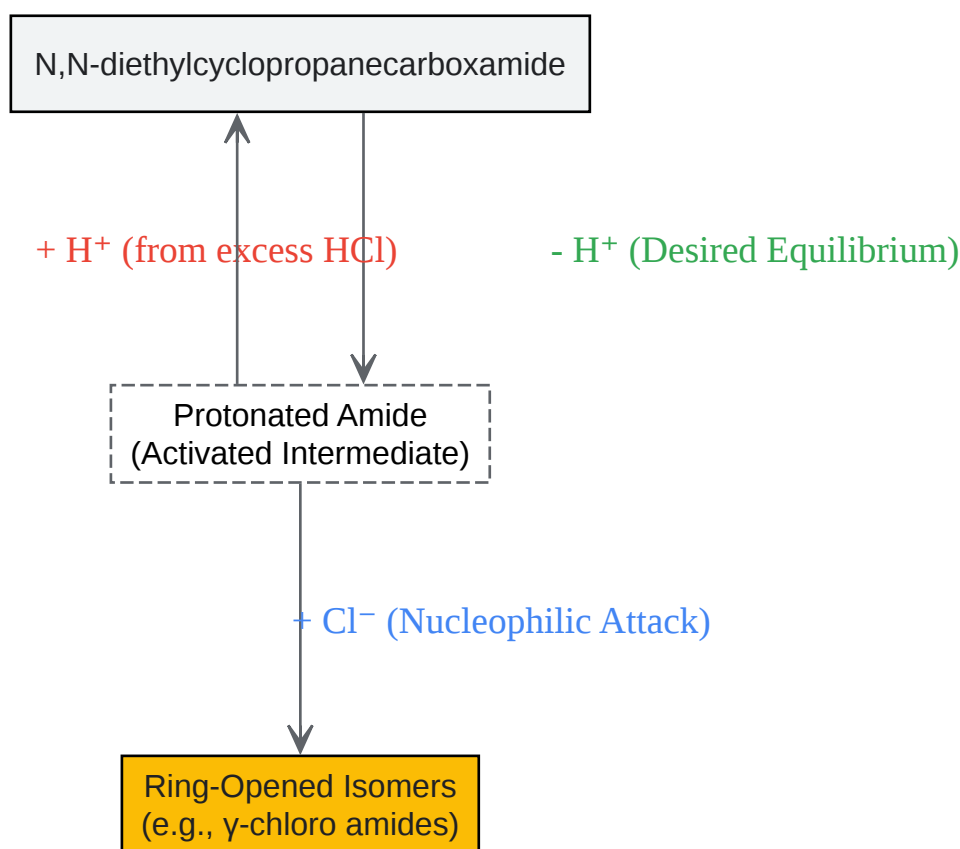 N,N-diethylcyclopropanecarboxamide
+ H⁺ (from excess HCl)
- H⁺ (Desired Equilibrium)
Protonated Amide
(Activated Intermediate)
+ Cl⁻ (Nucleophilic Attack)
Ring-Opened Isomers
(e.g., γ-chloro amides)